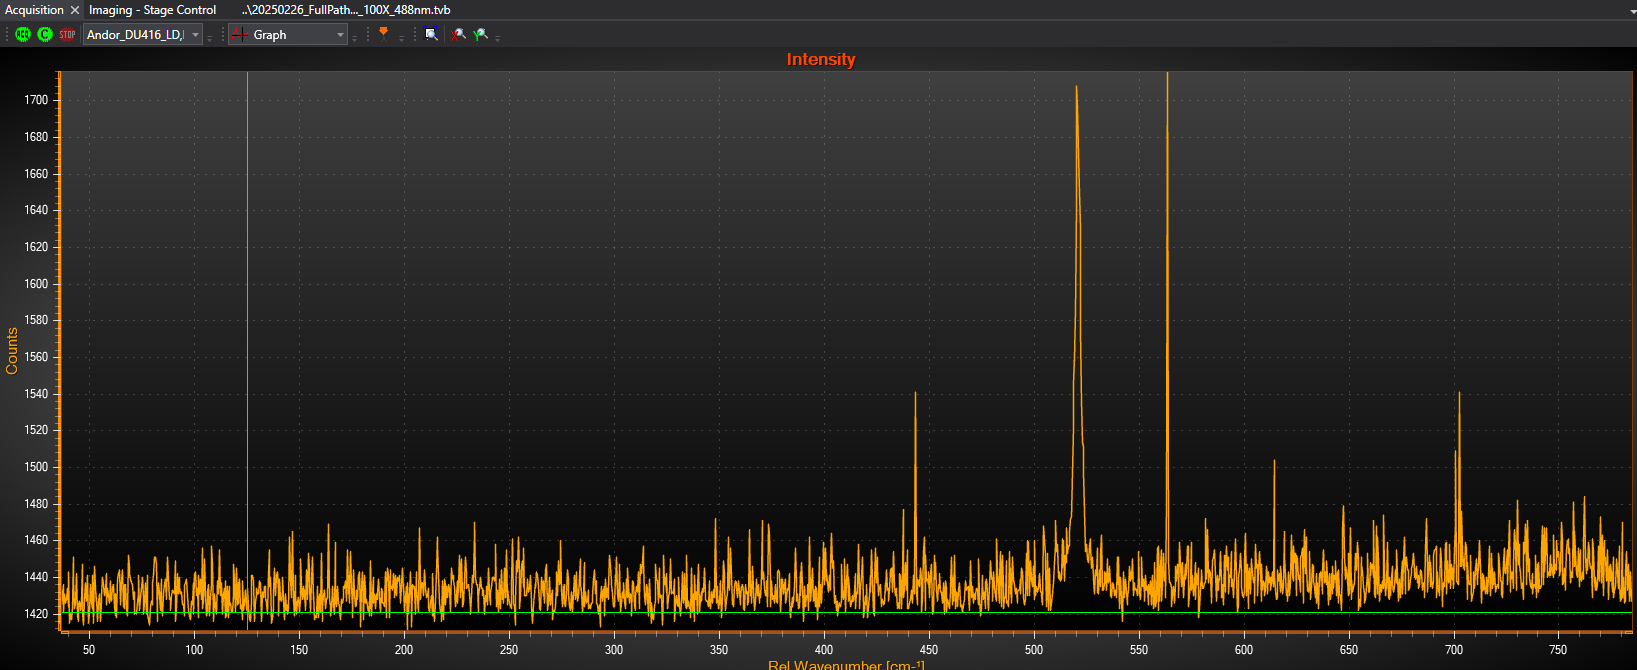 Acquisition Imaging - Stage Control ..\20250226_FullPath..._100X_488nm.tvb
ACQ C STOP Andor_DU416_LD, Graph
Intensity
1700
1680
1660
1640
1620
1600
1580
1560
1540
1520
1500
1480
1460
1440
1420
Counts
50 100 150 200 250 300 350 400 450 500 550 600 650 700 750
Rel Wavenumber [cm⁻¹]